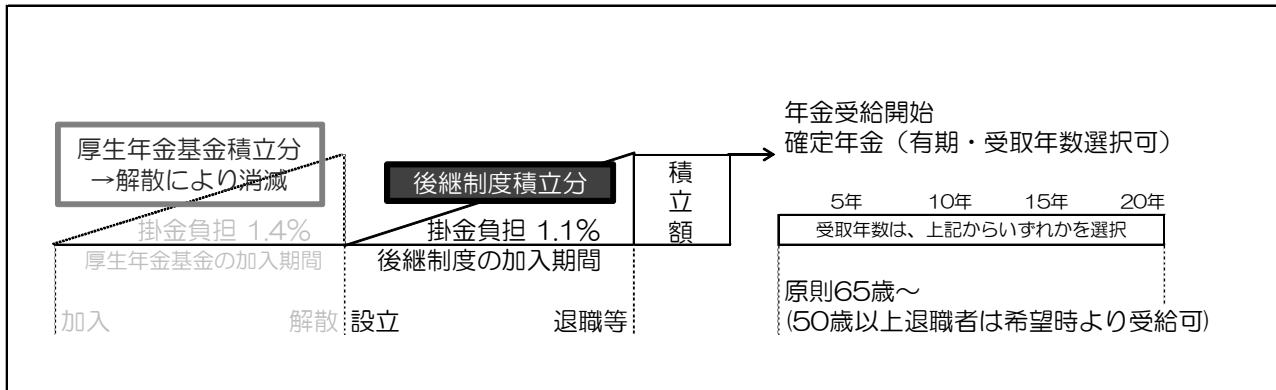 厚生年金基金積立分
→解散により消滅
掛金負担 1.4%
厚生年金基金の加入期間
加入
解散
後継制度積立分
掛金負担 1.1%
後継制度の加入期間
設立
退職等
積立額
年金受給開始
確定年金（有期・受取年数選択可）
5年 10年 15年 20年
受取年数は、上記からいずれかを選択
原則65歳～
(50歳以上退職者は希望時より受給可)